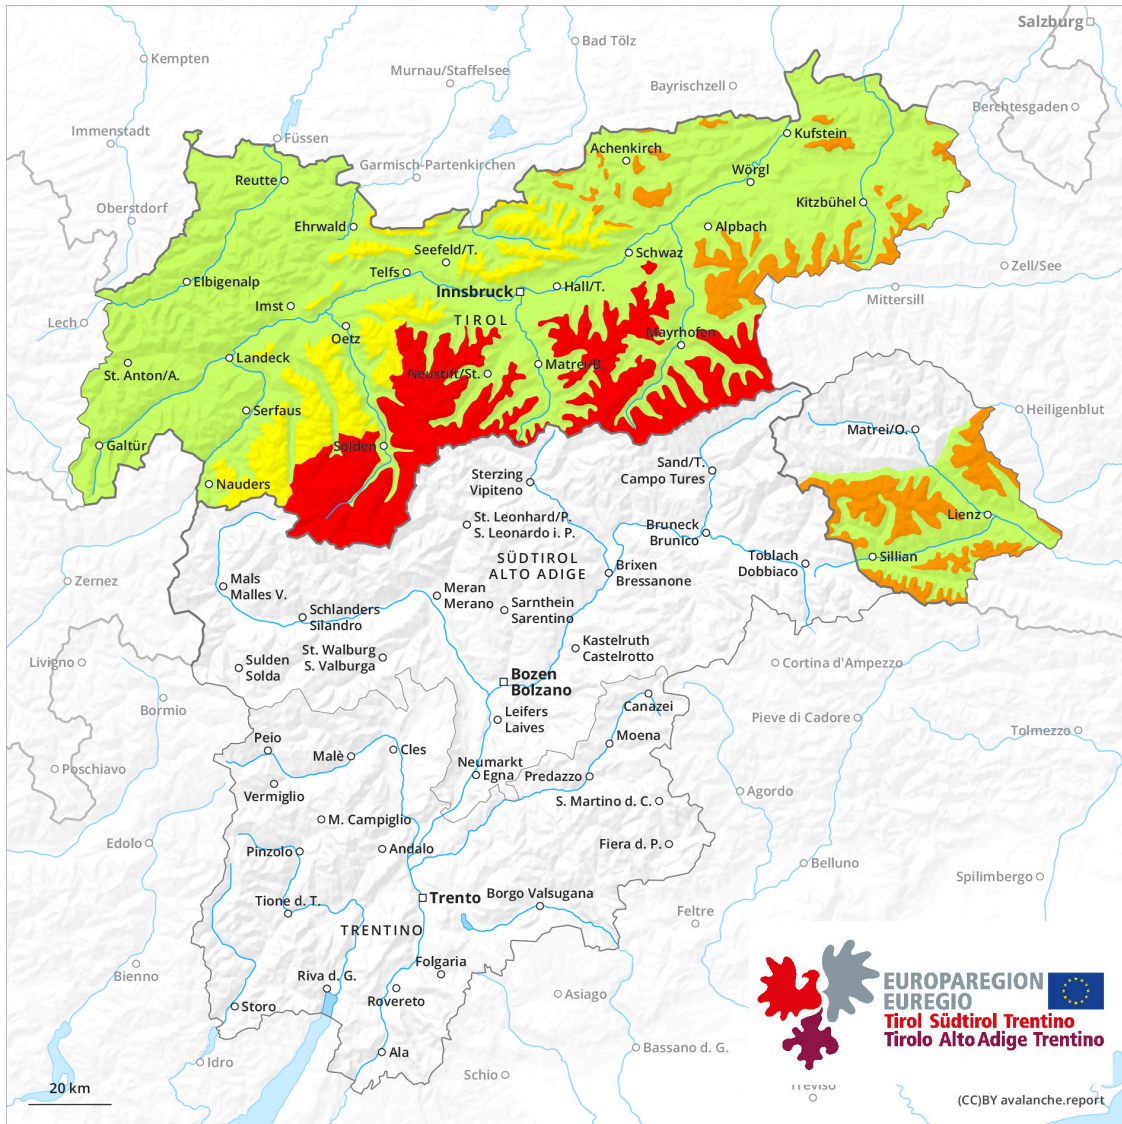 Salzburg
Bad Tölz
Kempten
Murnau/Staffelsee
Bayrischzell
Berchtesgaden
Immenstadt
Füssen
Kufstein
Achenkirch
Garmisch-Partenkirchen
Wörgl
Reutte
Oberstdorf
Kitzbühel
Ehrwald
Alpbach
Seefeld/T.
Schwaz
Telfs
Zell/See
Elbigenalp
Hall/T.
Innsbruck
Mittersill
Imst
TIROL
Lech
Mayrhofen
Oetz
Landeck
Matrei/B.
St. Anton/A.
Neustift/St.
Serfaus
Heiligenblut
Matrei/O.
Galtür
Sölden
Sand/T.
Campo Tures
Sterzing
Vipiteno
Nauders
Lienz
St. Leonhard/P.
S. Leonardo i. P.
Bruneck
Brunico
Toblach
Dobbiaco
Sillian
SÜDTIROL
ALTO ADIGE
Brixen
Bressanone
Zernez
Mals
Malles V.
Meran
Merano
Sarnthein
Sarentino
Schlanders
Silandro
Kastelruth
Castelrotto
St. Walburg
S. Valburga
Livigno
Sulden
Solda
Cortina d'Ampezzo
Bozen
Bolzano
Bormio
Canazei
Leifers
Laives
Pieve di Cadore
Tolmezzo
Moena
Peio
Malè
Cles
Neumarkt
Egna
Predazzo
Poschiavo
Vermiglio
Agordo
S. Martino d. C.
M. Campiglio
Edolo
Pinzolo
Andalo
Fiera d. P.
Belluno
Spilimbergo
Tione d. T.
Trento
Borgo Valsugana
Feltre
TRENTINO
Folgaria
Bienno
Riva d. G.
Rovereto
Asiago
Storo
EUROPAREGION
EUREGIO
Tirol Südtirol Trentino
Tirolo Alto Adige Trentino
Ala
Bassano d. G.
Idro
Schio
Treviso
20 km
(CC)BY avalanche.report